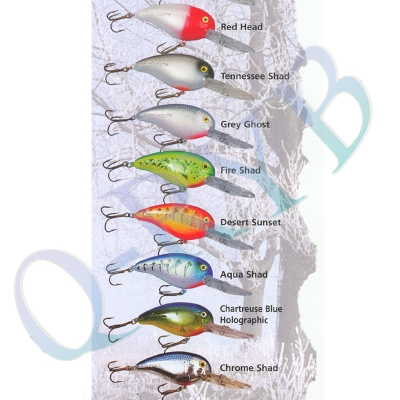 Red Head
Tennessee Shad
Grey Ghost
Fire Shad
Desert Sunset
Aqua Shad
Chartreuse Blue
Holographic
Chrome Shad